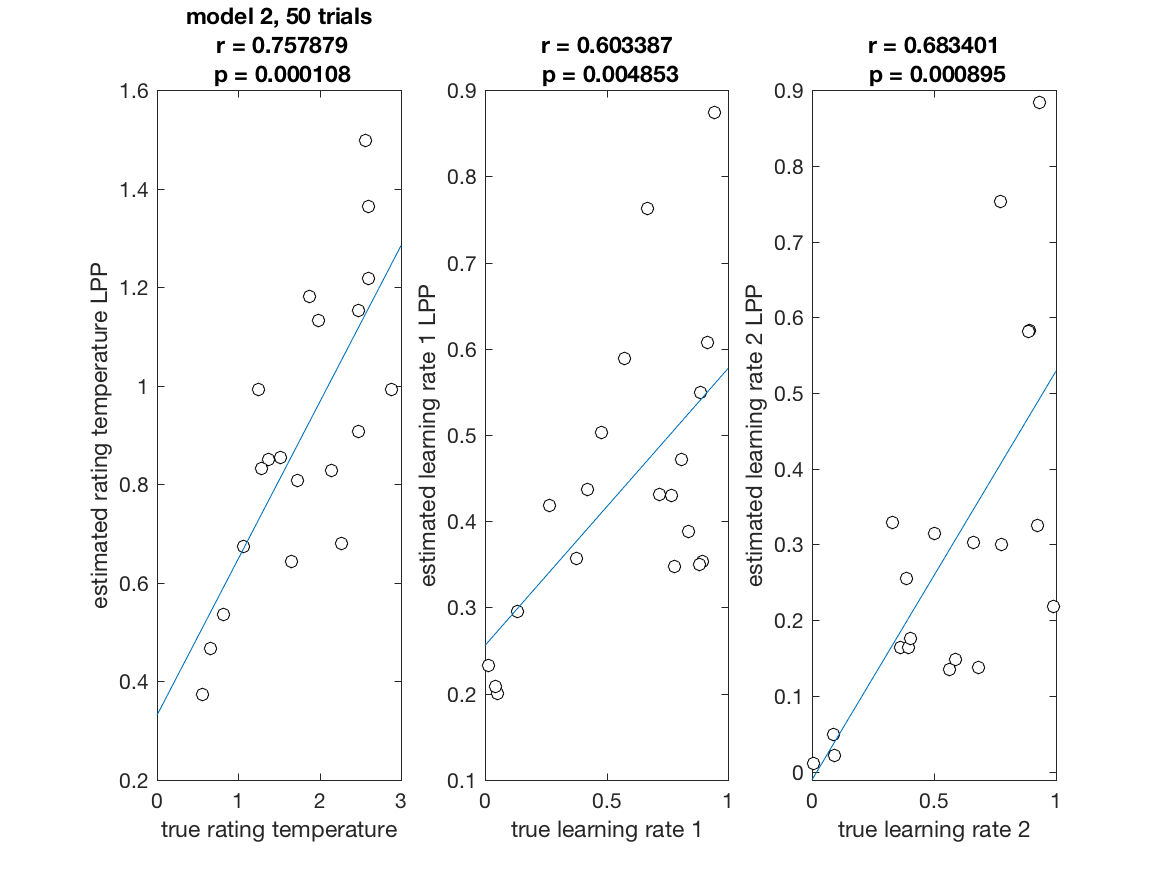 model 2, 50 trials
r = 0.757879
p = 0.000108
r = 0.603387
p = 0.004853
r = 0.683401
p = 0.000895
estimated rating temperature LPP
1.6
1.4
1.2
1
0.8
0.6
0.4
0.2
0 1 2 3
true rating temperature
estimated learning rate 1 LPP
0.9
0.8
0.7
0.6
0.5
0.4
0.3
0.2
0.1
0 0.5 1
true learning rate 1
estimated learning rate 2 LPP
0.9
0.8
0.7
0.6
0.5
0.4
0.3
0.2
0.1
0
0 0.5 1
true learning rate 2